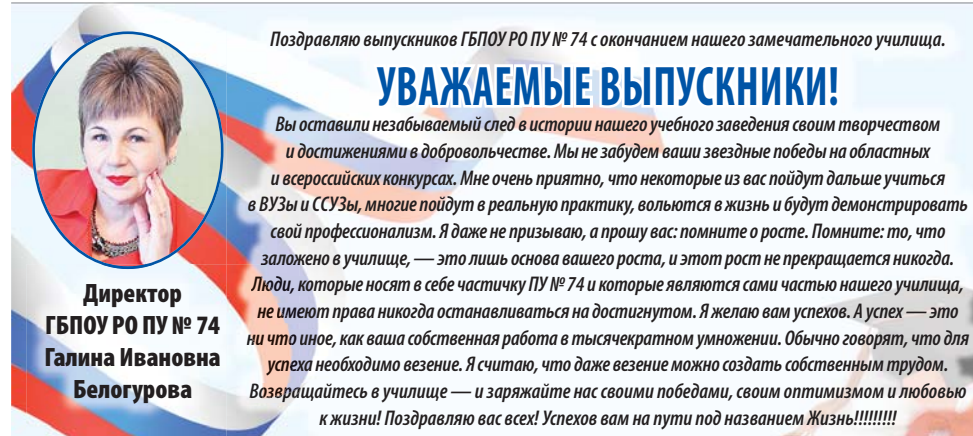 Поздравляю выпускников ГБПОУ РО ПУ № 74 с окончанием нашего замечательного училища.
УВАЖАЕМЫЕ ВЫПУСКНИКИ!
Вы оставили незабываемый след в истории нашего учебного заведения своим творчеством
и достижениями в добровольчестве. Мы не забудем ваши звездные победы на областных
и всероссийских конкурсах. Мне очень приятно, что некоторые из вас пойдут дальше учиться
в ВУЗы и ССУЗы, многие пойдут в реальную практику, вольются в жизнь и будут демонстрировать
свой профессионализм. Я даже не призываю, а прошу вас: помните о росте. Помните: то, что
заложено в училище, — это лишь основа вашего роста, и этот рост не прекращается никогда.
Люди, которые носят в себе частичку ПУ № 74 и которые являются сами частью нашего училища,
не имеют права никогда останавливаться на достигнутом. Я желаю вам успехов. А успех — это
ни что иное, как ваша собственная работа в тысячекратном умножении. Обычно говорят, что для
успеха необходимо везение. Я считаю, что даже везение можно создать собственным трудом.
Возвращайтесь в училище — и заряжайте нас своими победами, своим оптимизмом и любовью
к жизни! Поздравляю вас всех! Успехов вам на пути под названием Жизнь!!!!!!!!!
Директор
ГБПОУ РО ПУ № 74
Галина Ивановна
Белогурова